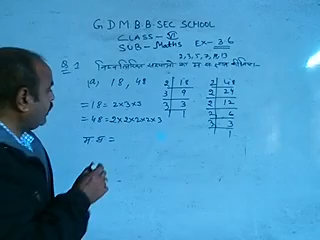 G D M B. B. SEC SCHOOL
CLASS - VI
SUB - Maths EX - 3.6
2, 3, 5, 7, 11, 13
Q. 1 निम्नलिखित संख्याओं का म स ज्ञात कीजिए
(a) 18, 48
2 | 18
3 | 9
3 | 3
1
2 | 48
2 | 24
2 | 12
2 | 6
3 | 3
1
= 18 = 2×3×3
= 48 = 2×2×2×2×3
म स =